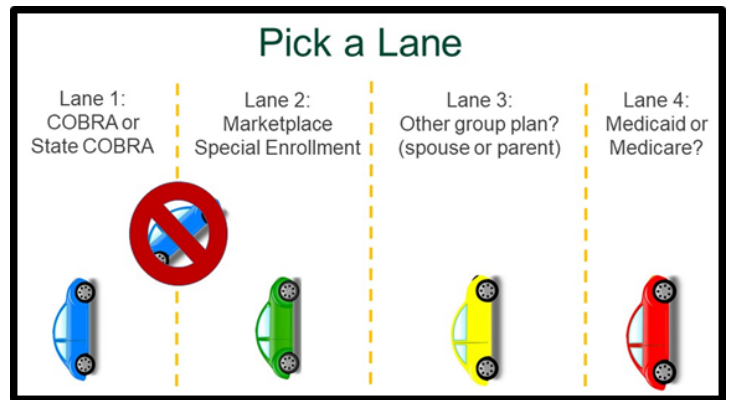 Pick a Lane
Lane 1:
COBRA or
State COBRA
Lane 2:
Marketplace
Special Enrollment
Lane 3:
Other group plan?
(spouse or parent)
Lane 4:
Medicaid or
Medicare?